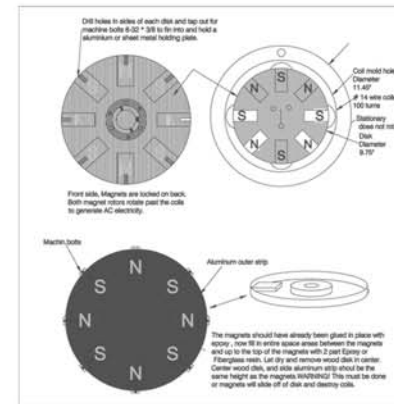 Drill holes in sides of each disk and tap out for
machine bolts 6-32 * 3/8 to fin into and hold a
aluminium or sheet metal holding plate.
Coil mold hole
Diameter
11.45"
# 14 wire coils
100 turns
Stationary
does not rot
Disk
Diameter
9.75"
S
N
N
S
S
N
N
S
Front side, Magnets are locked on back.
Both magnet rotors rotate past the coils
to generate AC electricity.
Machin bolts
Aluminum outer strip
N
S
S
N
N
S
S
N
The magnets should have already been glued in place with
epoxy , now fill in entire space areas between the magnets
and up to the top of the magnets with 2 part Epoxy or
Fiberglass resin. Let dry and remove wood disk in center.
Center wood disk, and side aluminum strip shoul be the
same height as the magnets.WARNING! This must be done
or magnets will slide off of disk and destroy coils.